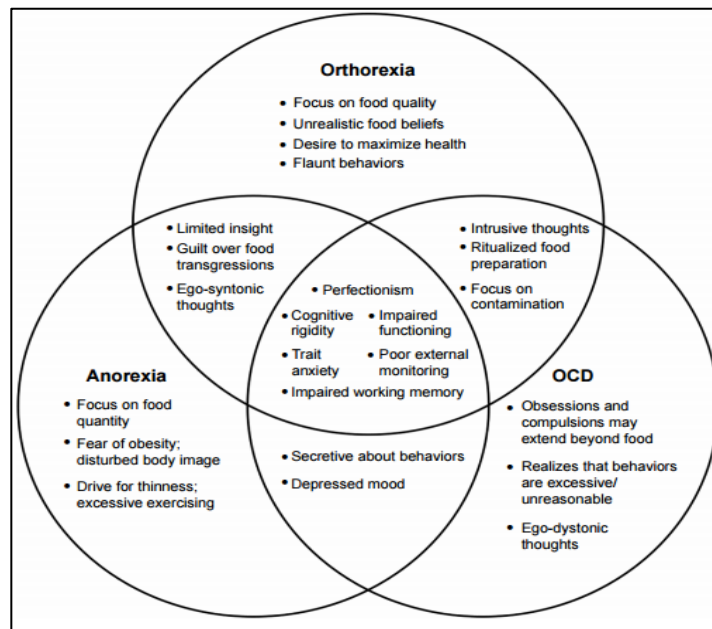 Orthorexia
• Focus on food quality
• Unrealistic food beliefs
• Desire to maximize health
• Flaunt behaviors
• Limited insight
• Guilt over food
transgressions
• Ego-syntonic
thoughts
• Intrusive thoughts
• Ritualized food
preparation
• Focus on
contamination
• Perfectionism
• Cognitive
rigidity
• Impaired
functioning
• Trait
anxiety
• Poor external
monitoring
• Impaired working memory
Anorexia
• Focus on food
quantity
• Fear of obesity;
disturbed body image
• Drive for thinness;
excessive exercising
• Secretive about behaviors
• Depressed mood
OCD
• Obsessions and
compulsions may
extend beyond food
• Realizes that behaviors
are excessive/
unreasonable
• Ego-dystonic
thoughts